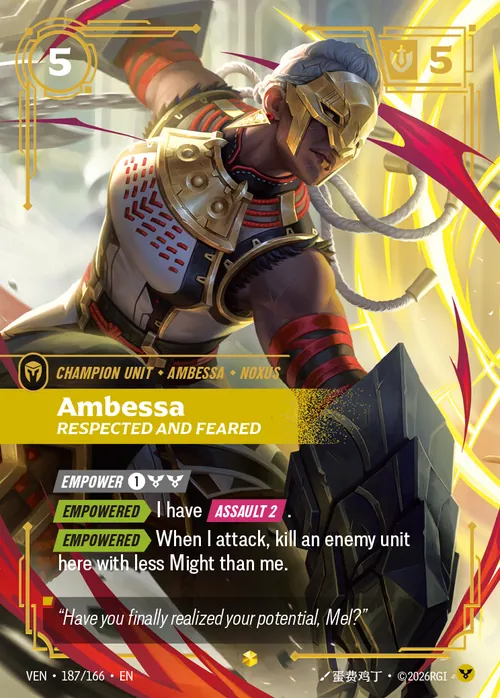 5
5
CHAMPION UNIT • AMBESSA • NOXUS
Ambessa
RESPECTED AND FEARED
EMPOWER 1
EMPOWERED I have ASSAULT 2.
EMPOWERED When I attack, kill an enemy unit
here with less Might than me.
“Have you finally realized your potential, Mel?”
VEN • 187/166 • EN
蛋费鸡丁 • ©2026RGI